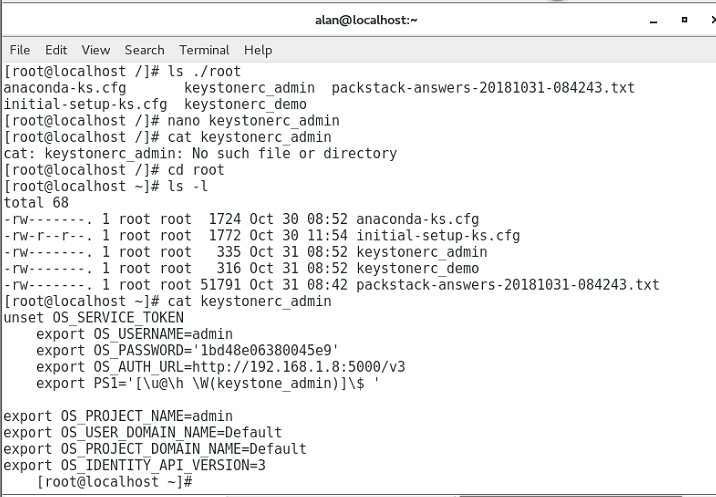 alan@localhost:~
File Edit View Search Terminal Help
[root@localhost /]# ls ./root
anaconda-ks.cfg       keystonerc_admin  packstack-answers-20181031-084243.txt
initial-setup-ks.cfg  keystonerc_demo
[root@localhost /]# nano keystonerc_admin
[root@localhost /]# cat keystonerc_admin
cat: keystonerc_admin: No such file or directory
[root@localhost /]# cd root
[root@localhost ~]# ls -l
total 68
-rw-------. 1 root root  1724 Oct 30 08:52 anaconda-ks.cfg
-rw-r--r--. 1 root root  1772 Oct 30 11:54 initial-setup-ks.cfg
-rw-------. 1 root root   335 Oct 31 08:52 keystonerc_admin
-rw-------. 1 root root   316 Oct 31 08:52 keystonerc_demo
-rw-------. 1 root root 51791 Oct 31 08:42 packstack-answers-20181031-084243.txt
[root@localhost ~]# cat keystonerc_admin
unset OS_SERVICE_TOKEN
    export OS_USERNAME=admin
    export OS_PASSWORD='1bd48e06380045e9'
    export OS_AUTH_URL=http://192.168.1.8:5000/v3
    export PS1='[\u@\h \W(keystone_admin)]\$ '

export OS_PROJECT_NAME=admin
export OS_USER_DOMAIN_NAME=Default
export OS_PROJECT_DOMAIN_NAME=Default
export OS_IDENTITY_API_VERSION=3
    [root@localhost ~]#